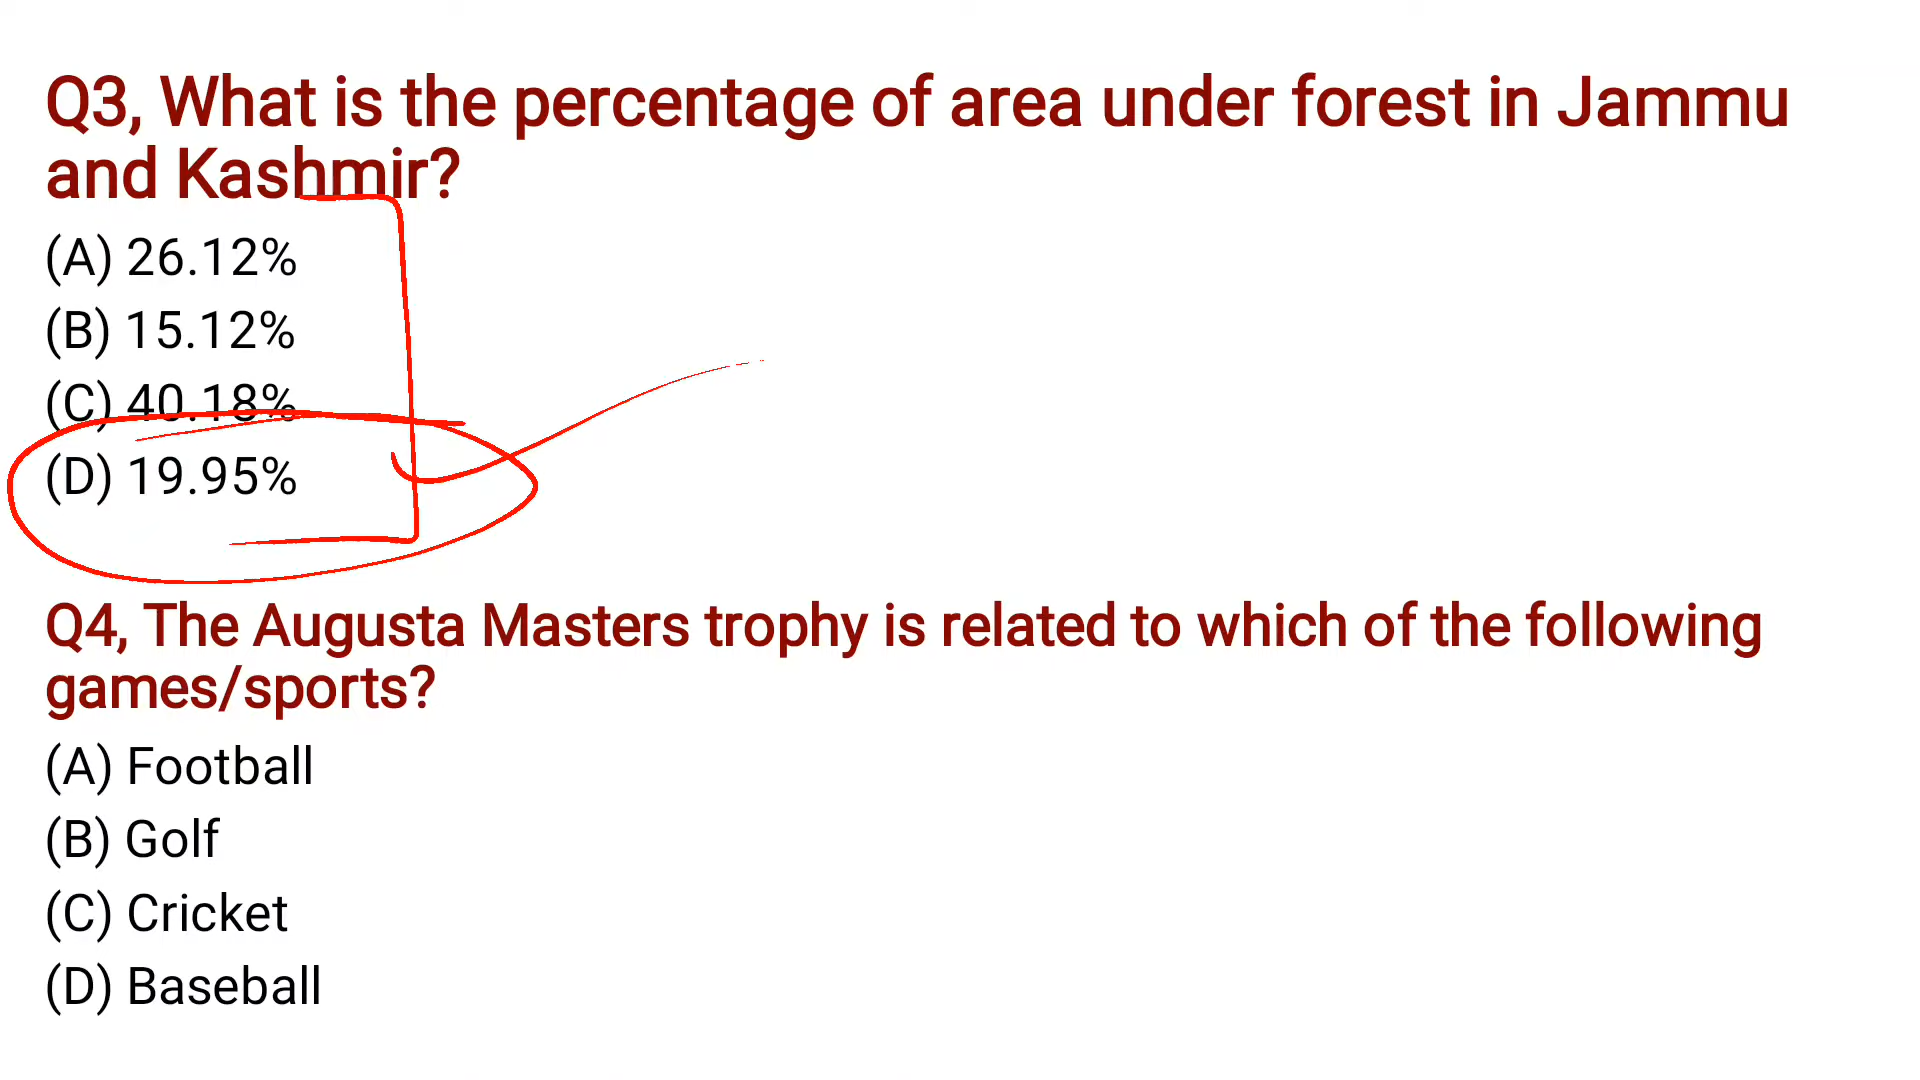 Q3, What is the percentage of area under forest in Jammu
and Kashmir?
(A) 26.12%
(B) 15.12%
(C) 40.18%
(D) 19.95%
Q4, The Augusta Masters trophy is related to which of the following
games/sports?
(A) Football
(B) Golf
(C) Cricket
(D) Baseball